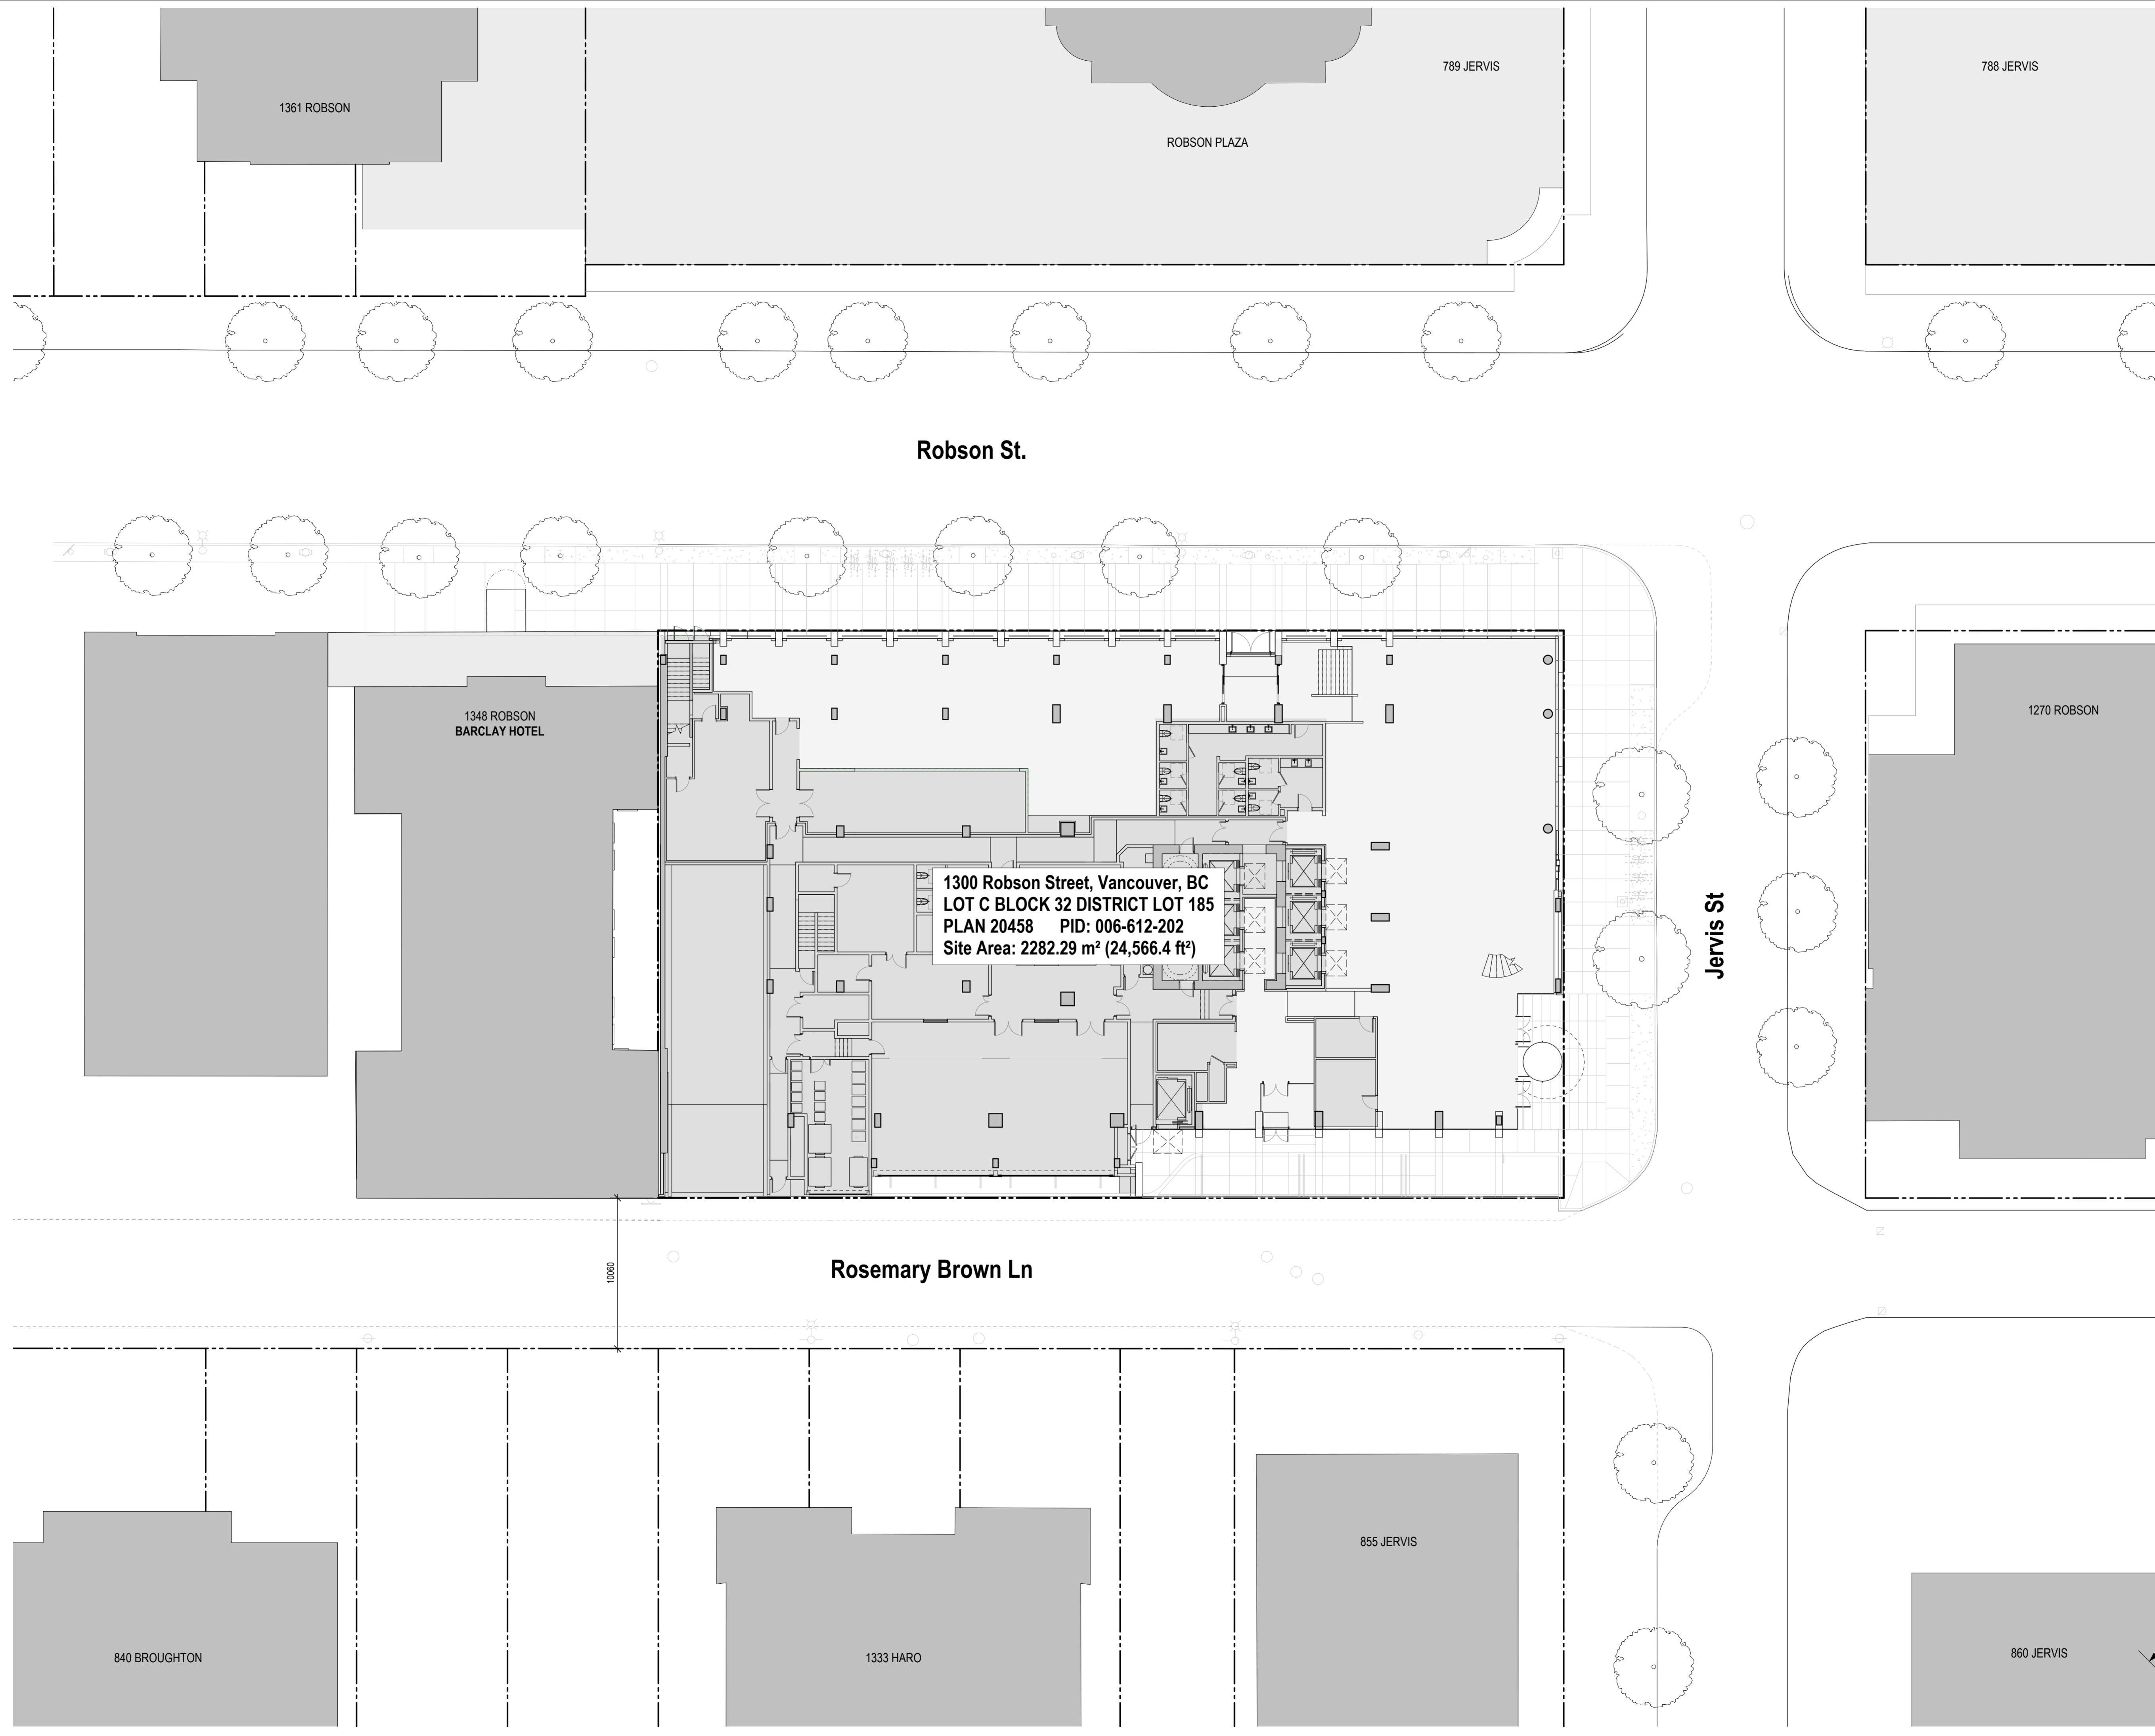 1361 ROBSON
789 JERVIS
788 JERVIS
ROBSON PLAZA
Robson St.
1348 ROBSON
BARCLAY HOTEL
1270 ROBSON
1300 Robson Street, Vancouver, BC
LOT C BLOCK 32 DISTRICT LOT 185
PLAN 20458 PID: 006-612-202
Site Area: 2282.29 m² (24,566.4 ft²)
Jervis St
Rosemary Brown Ln
10060
855 JERVIS
840 BROUGHTON
1333 HARO
860 JERVIS